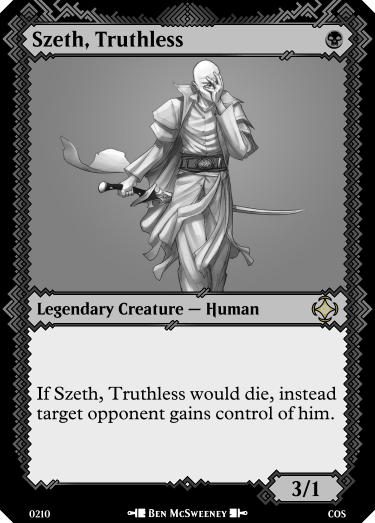 Szeth, Truthless
Legendary Creature — Human
If Szeth, Truthless would die, instead
target opponent gains control of him.
3/1
0210
Ben McSweeney
COS